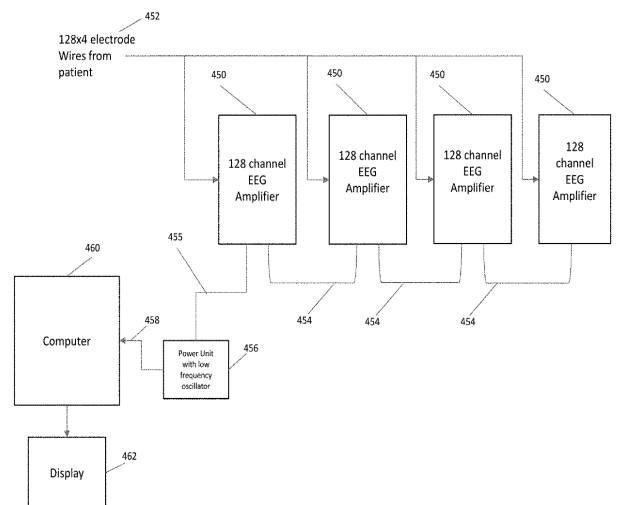 452
128x4 electrode
Wires from
patient
450
450
450
450
128 channel
EEG
Amplifier
128 channel
EEG
Amplifier
128 channel
EEG
Amplifier
128
channel
EEG
Amplifier
455
460
454
454
454
458
Computer
Power Unit
with low
frequency
oscillator
456
Display
462